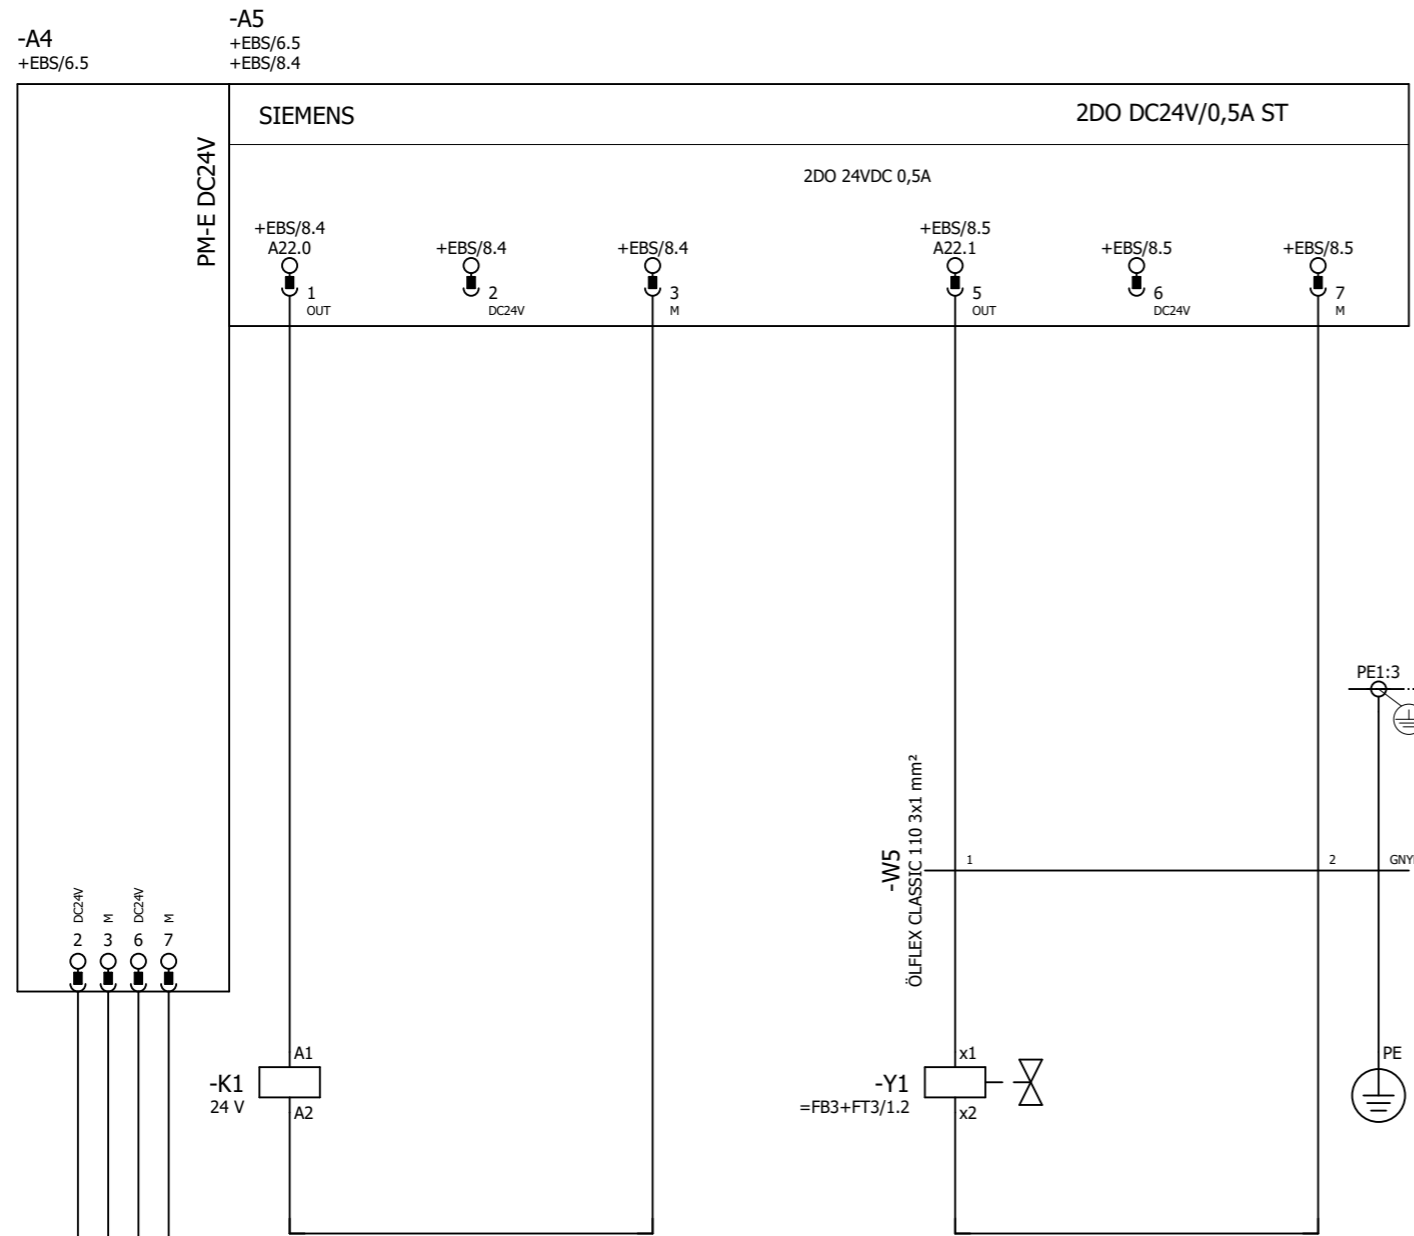 -A4
+EBS/6.5
-A5
+EBS/6.5
+EBS/8.4
PM-E DC24V
SIEMENS
2DO DC24V/0,5A ST
2DO 24VDC 0,5A
+EBS/8.4
A22.0
1
OUT
+EBS/8.4
2
DC24V
+EBS/8.4
3
M
+EBS/8.5
A22.1
5
OUT
+EBS/8.5
6
DC24V
+EBS/8.5
7
M
PE1:3
-W5
ÖLFLEX CLASSIC 110 3x1 mm²
1
2
DC24V
M
DC24V
M
2
3
6
7
-K1
24 V
A1
A2
-Y1
=FB3+FT3/1.2
x1
x2
PE